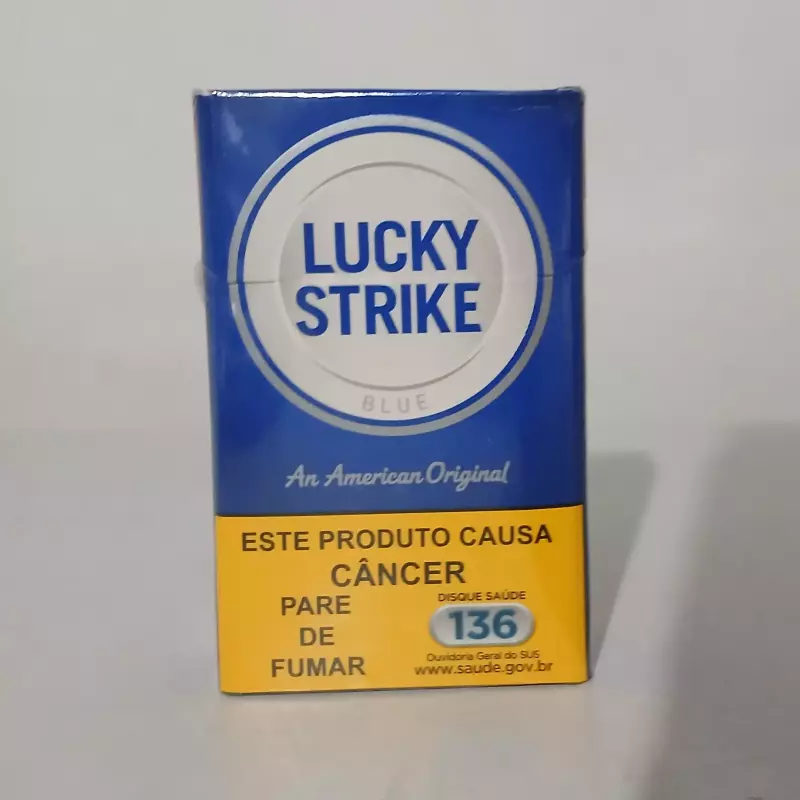 LUCKY
STRIKE
BLUE
An American Original
ESTE PRODUTO CAUSA
CÂNCER
PARE
DE
FUMAR
DISQUE SAÚDE
136
Ouvidoria Geral do SUS
www.saude.gov.br